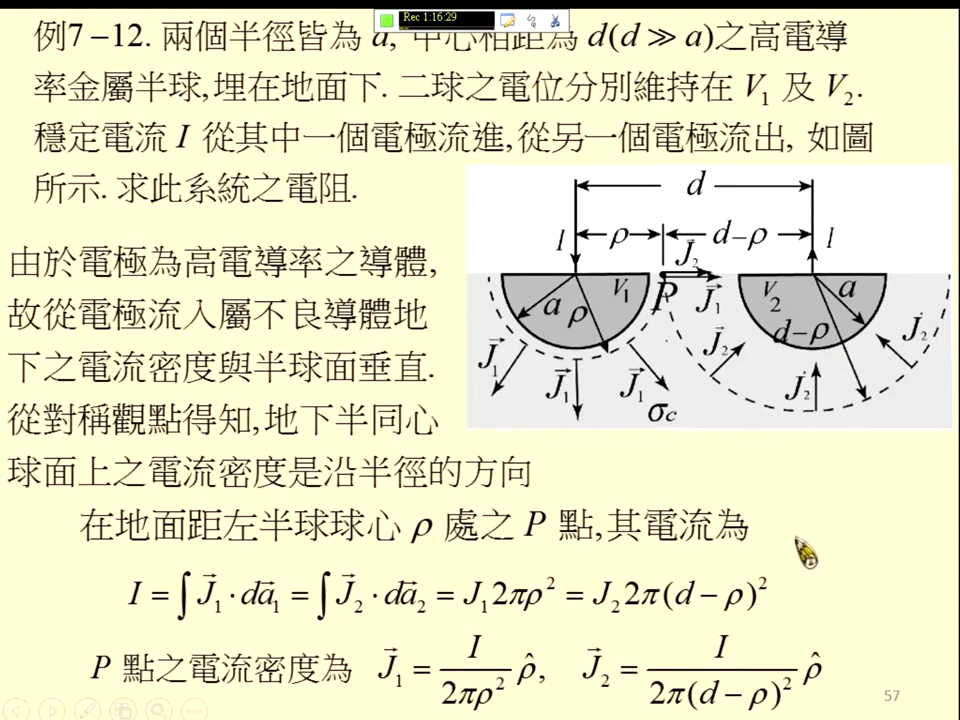 Rec 1:16:29
例7－12. 兩個半徑皆為 a, 中心相距為 d(d ≫ a)之高電導
率金屬半球,埋在地面下. 二球之電位分別維持在 V₁ 及 V₂.
穩定電流 I 從其中一個電極流進,從另一個電極流出, 如圖
所示. 求此系統之電阻.
d
l ρ d−ρ l
J⃗₂
a ρ V₁ P J⃗₁ V₂ a
d−ρ
J⃗₁ J⃗₁ J⃗₁ J⃗₂ J⃗₂ J⃗₂
σc
由於電極為高電導率之導體,
故從電極流入屬不良導體地
下之電流密度與半球面垂直.
從對稱觀點得知,地下半同心
球面上之電流密度是沿半徑的方向
在地面距左半球球心 ρ 處之 P 點,其電流為
I = ∫ J⃗₁ · da⃗₁ = ∫ J⃗₂ · da⃗₂ = J₁2πρ² = J₂2π(d − ρ)²
P 點之電流密度為 J⃗₁ = I / 2πρ² ρ̂, J⃗₂ = I / 2π(d − ρ)² ρ̂
57